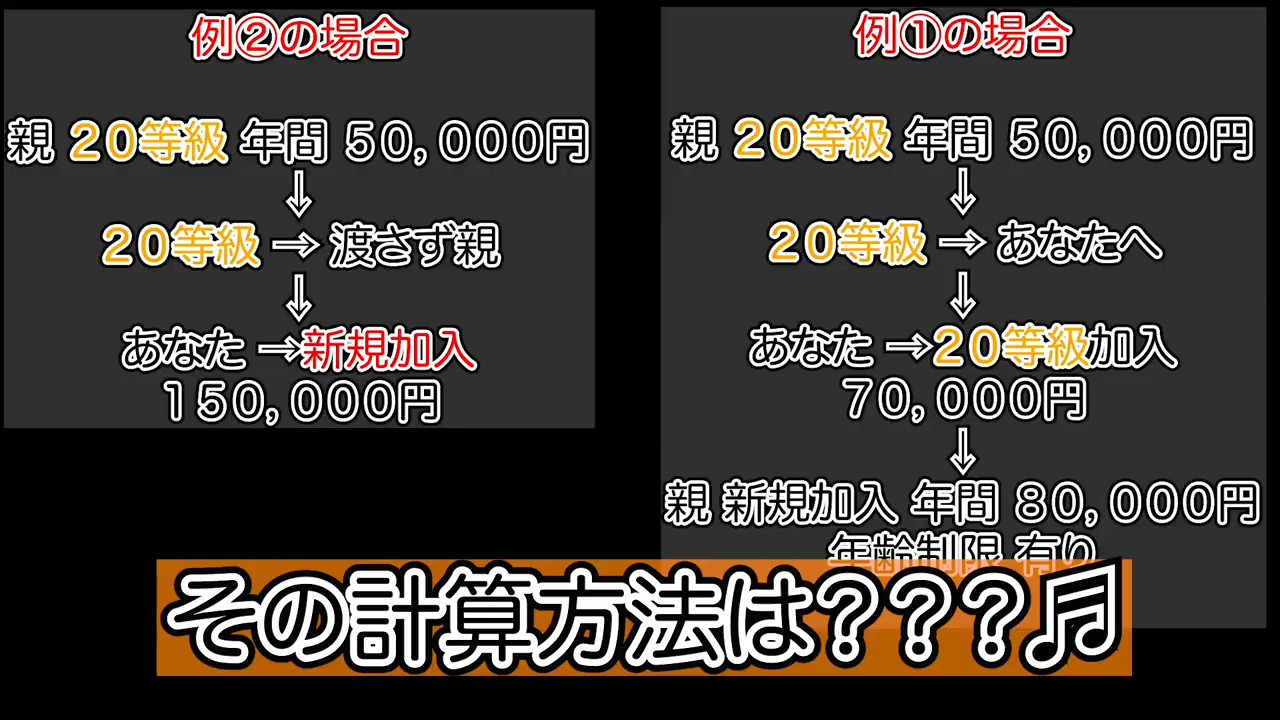 例②の場合
親 20等級 年間 50,000円
⇓
20等級 → 渡さず親
⇓
あなた →新規加入
150,000円
例①の場合
親 20等級 年間 50,000円
⇓
20等級 → あなたへ
⇓
あなた →20等級加入
70,000円
⇓
親 新規加入 年間 80,000円
年齢制限 有り
その計算方法は???♫